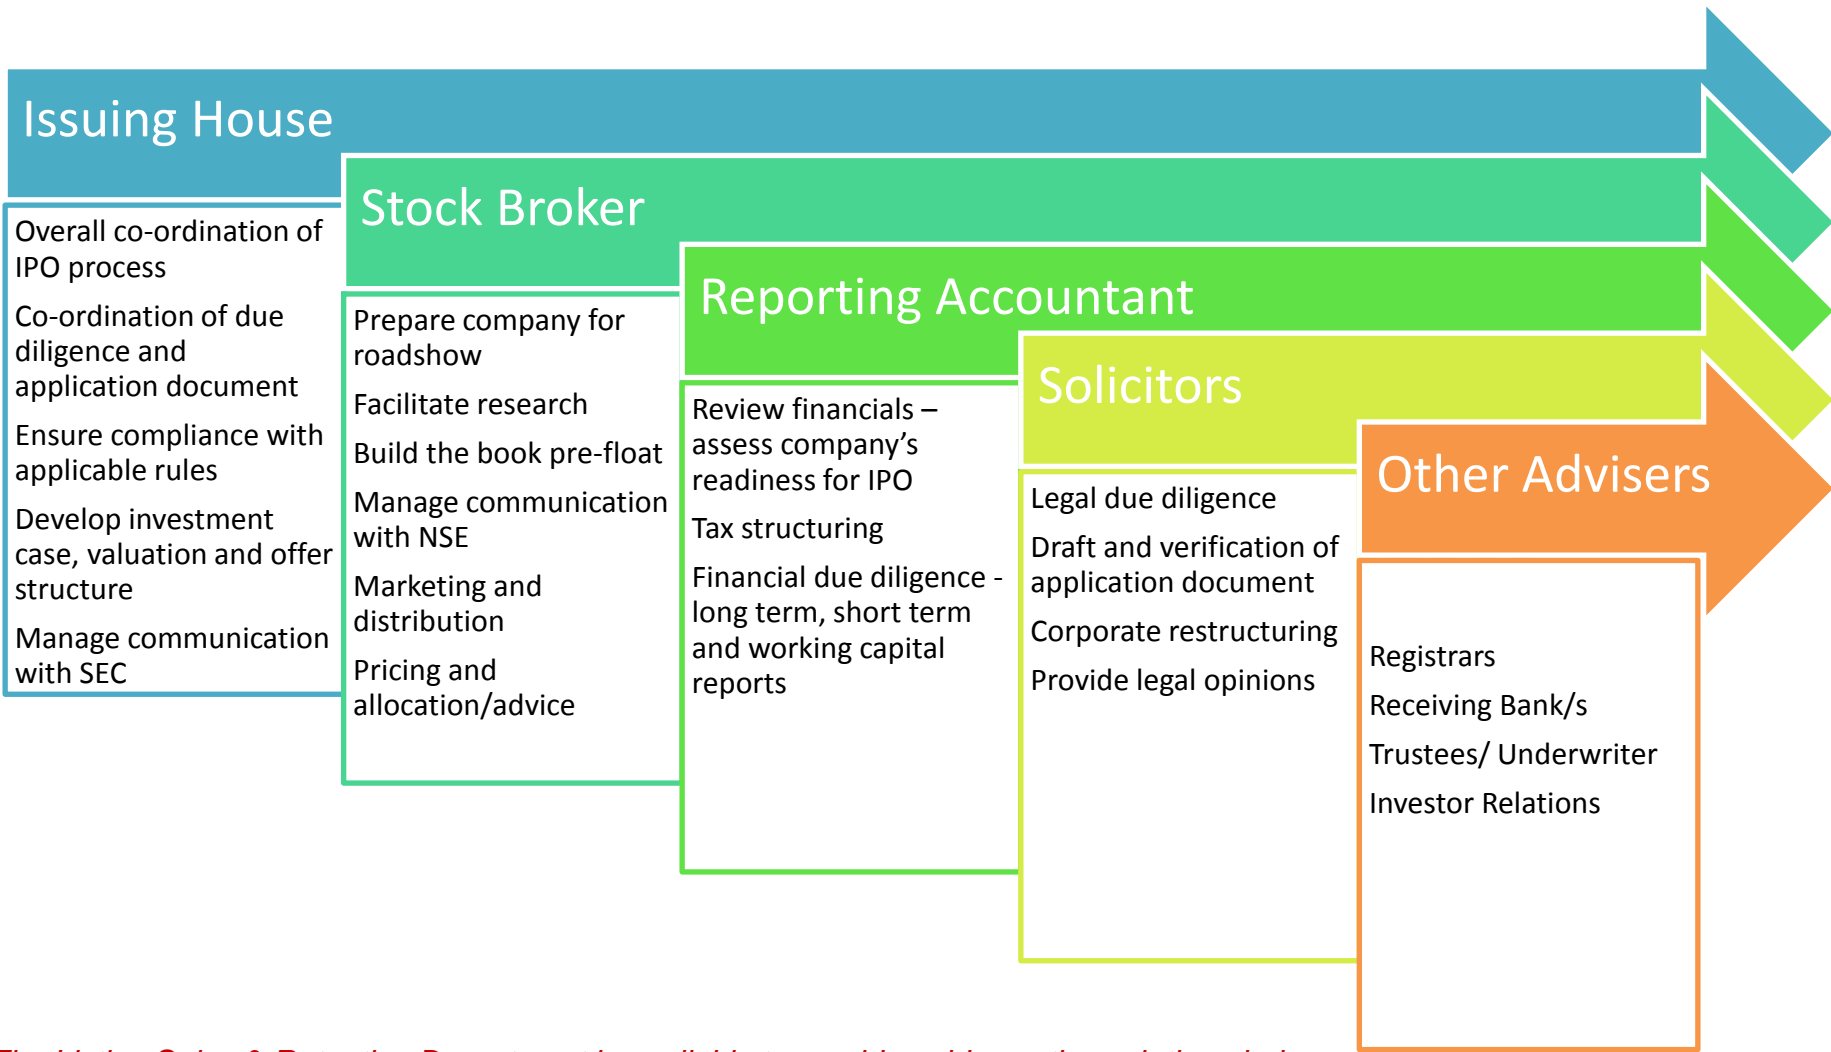 Issuing House
Overall co-ordination of
IPO process
Co-ordination of due
diligence and
application document
Ensure compliance with
applicable rules
Develop investment
case, valuation and offer
structure
Manage communication
with SEC
Stock Broker
Prepare company for
roadshow
Facilitate research
Build the book pre-float
Manage communication
with NSE
Marketing and
distribution
Pricing and
allocation/advice
Reporting Accountant
Review financials –
assess company’s
readiness for IPO
Tax structuring
Financial due diligence -
long term, short term
and working capital
reports
Solicitors
Legal due diligence
Draft and verification of
application document
Corporate restructuring
Provide legal opinions
Other Advisers
Registrars
Receiving Bank/s
Trustees/ Underwriter
Investor Relations